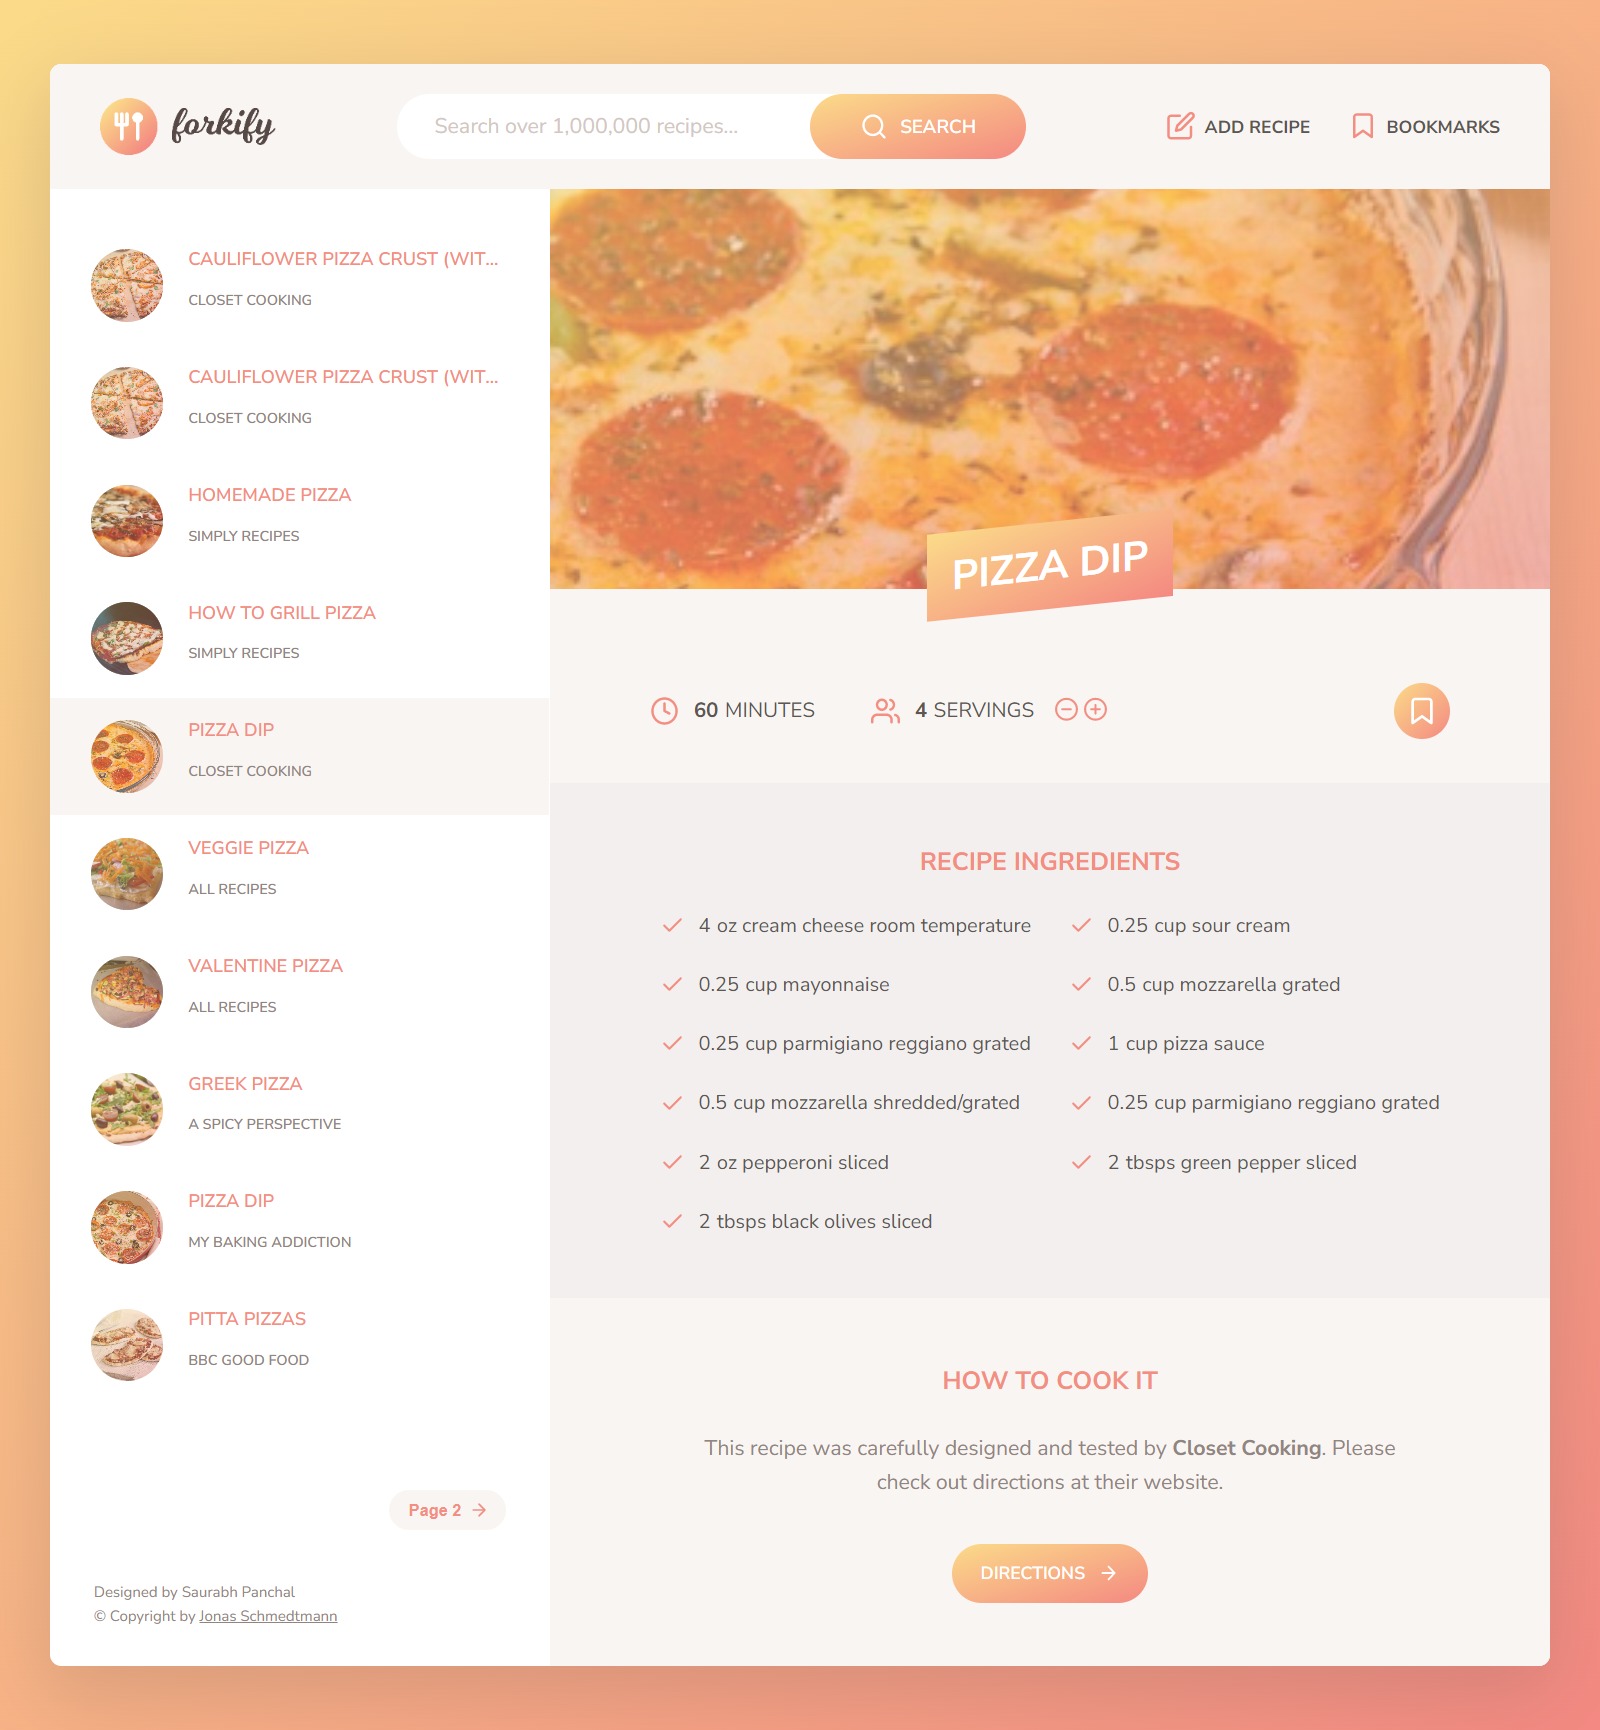 forkify
Search over 1,000,000 recipes...
SEARCH
ADD RECIPE
BOOKMARKS
CAULIFLOWER PIZZA CRUST (WIT...
CLOSET COOKING
CAULIFLOWER PIZZA CRUST (WIT...
CLOSET COOKING
HOMEMADE PIZZA
SIMPLY RECIPES
HOW TO GRILL PIZZA
SIMPLY RECIPES
PIZZA DIP
CLOSET COOKING
VEGGIE PIZZA
ALL RECIPES
VALENTINE PIZZA
ALL RECIPES
GREEK PIZZA
A SPICY PERSPECTIVE
PIZZA DIP
MY BAKING ADDICTION
PITTA PIZZAS
BBC GOOD FOOD
Page 2
Designed by Saurabh Panchal
© Copyright by Jonas Schmedtmann
PIZZA DIP
60 MINUTES
4 SERVINGS
RECIPE INGREDIENTS
4 oz cream cheese room temperature
0.25 cup sour cream
0.25 cup mayonnaise
0.5 cup mozzarella grated
0.25 cup parmigiano reggiano grated
1 cup pizza sauce
0.5 cup mozzarella shredded/grated
0.25 cup parmigiano reggiano grated
2 oz pepperoni sliced
2 tbsps green pepper sliced
2 tbsps black olives sliced
HOW TO COOK IT
This recipe was carefully designed and tested by Closet Cooking. Please
check out directions at their website.
DIRECTIONS